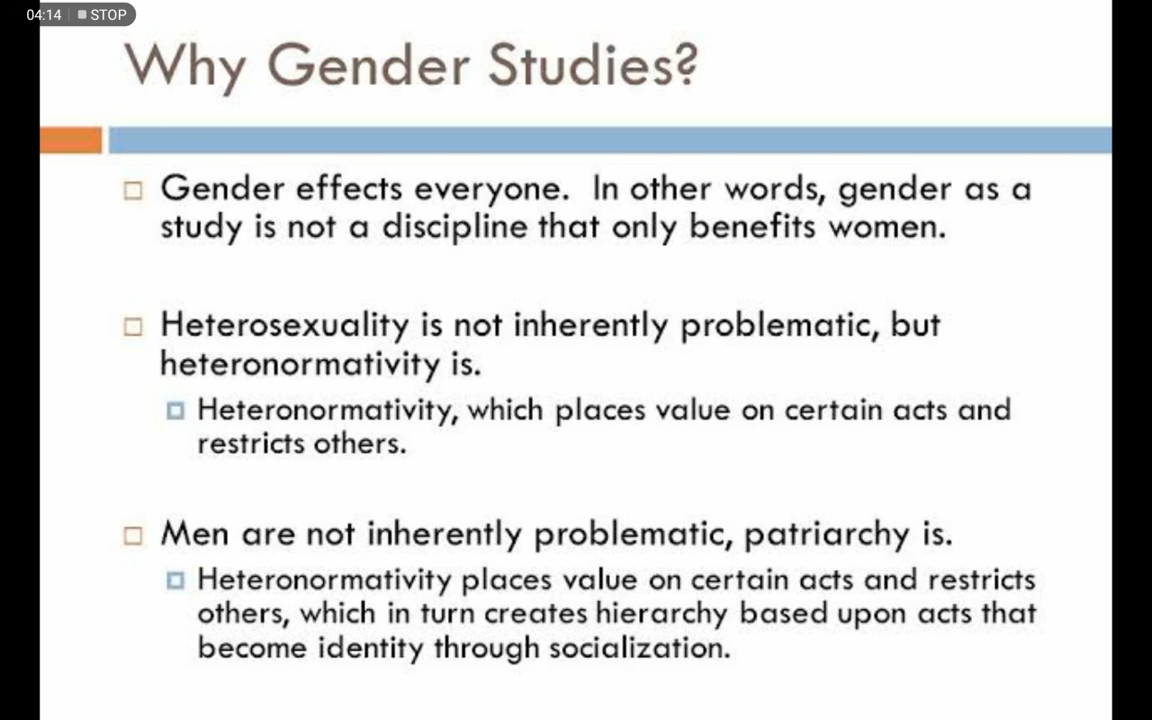 04:14 STOP
Why Gender Studies?
Gender effects everyone. In other words, gender as a
study is not a discipline that only benefits women.
Heterosexuality is not inherently problematic, but
heteronormativity is.
Heteronormativity, which places value on certain acts and
restricts others.
Men are not inherently problematic, patriarchy is.
Heteronormativity places value on certain acts and restricts
others, which in turn creates hierarchy based upon acts that
become identity through socialization.